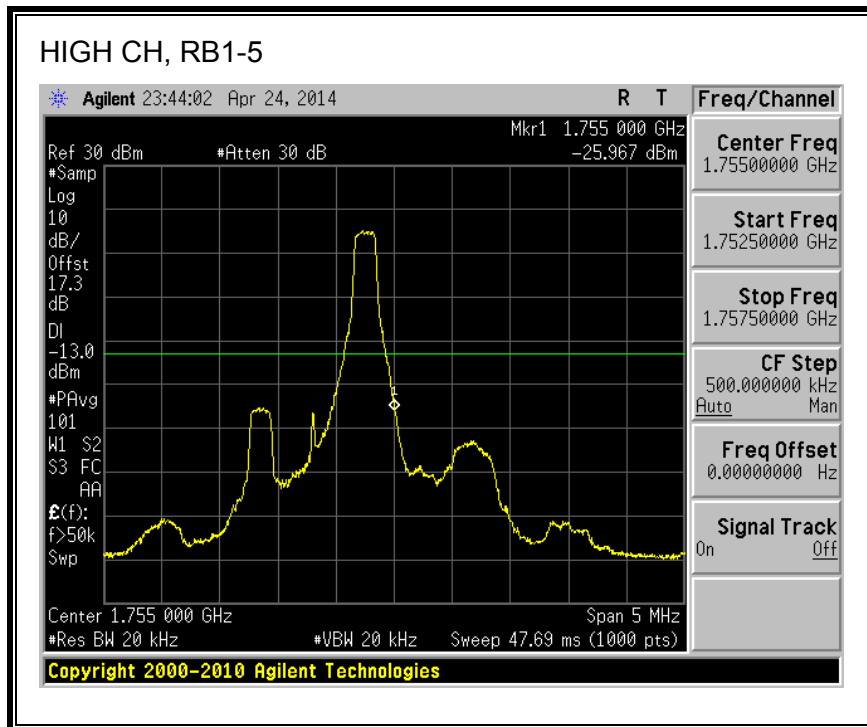 HIGH CH, RB1-5
Agilent 23:44:02 Apr 24, 2014 R T
Freq/Channel
Mkr1 1.755 000 GHz
Ref 30 dBm #Atten 30 dB -25.967 dBm
#Samp
Log
10
dB/
Offst
17.3
dB
DI
-13.0
dBm
#PAvg
101
W1 S2
S3 FC
AA
£(f):
f>50k
Swp
1
Center 1.755 000 GHz Span 5 MHz
#Res BW 20 kHz #VBW 20 kHz Sweep 47.69 ms (1000 pts)
Center Freq
1.75500000 GHz
Start Freq
1.75250000 GHz
Stop Freq
1.75750000 GHz
CF Step
500.000000 kHz
Auto Man
Freq Offset
0.00000000 Hz
Signal Track
On Off
Copyright 2000-2010 Agilent Technologies